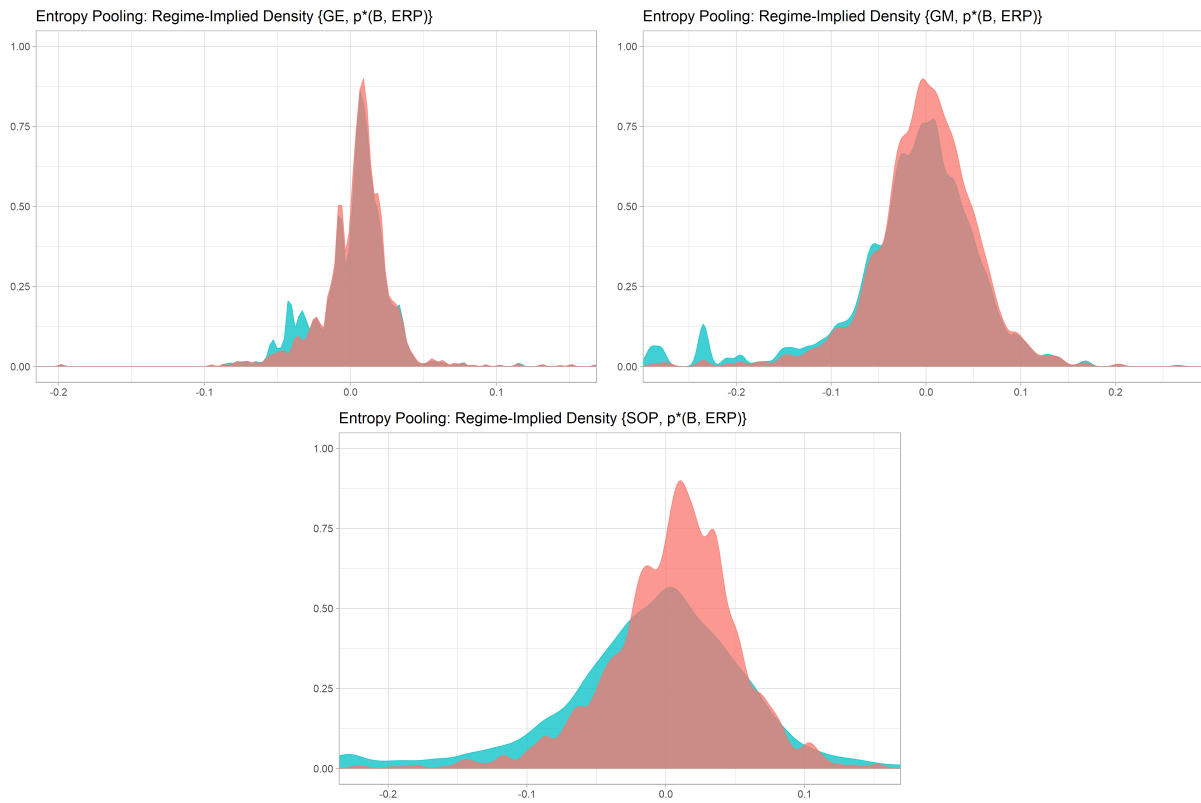 Entropy Pooling: Regime-Implied Density {GE, p*(B, ERP)}
1.00
0.75
0.50
0.25
0.00
-0.2 -0.1 0.0 0.1
Entropy Pooling: Regime-Implied Density {GM, p*(B, ERP)}
1.00
0.75
0.50
0.25
0.00
-0.2 -0.1 0.0 0.1 0.2
Entropy Pooling: Regime-Implied Density {SOP, p*(B, ERP)}
1.00
0.75
0.50
0.25
0.00
-0.2 -0.1 0.0 0.1